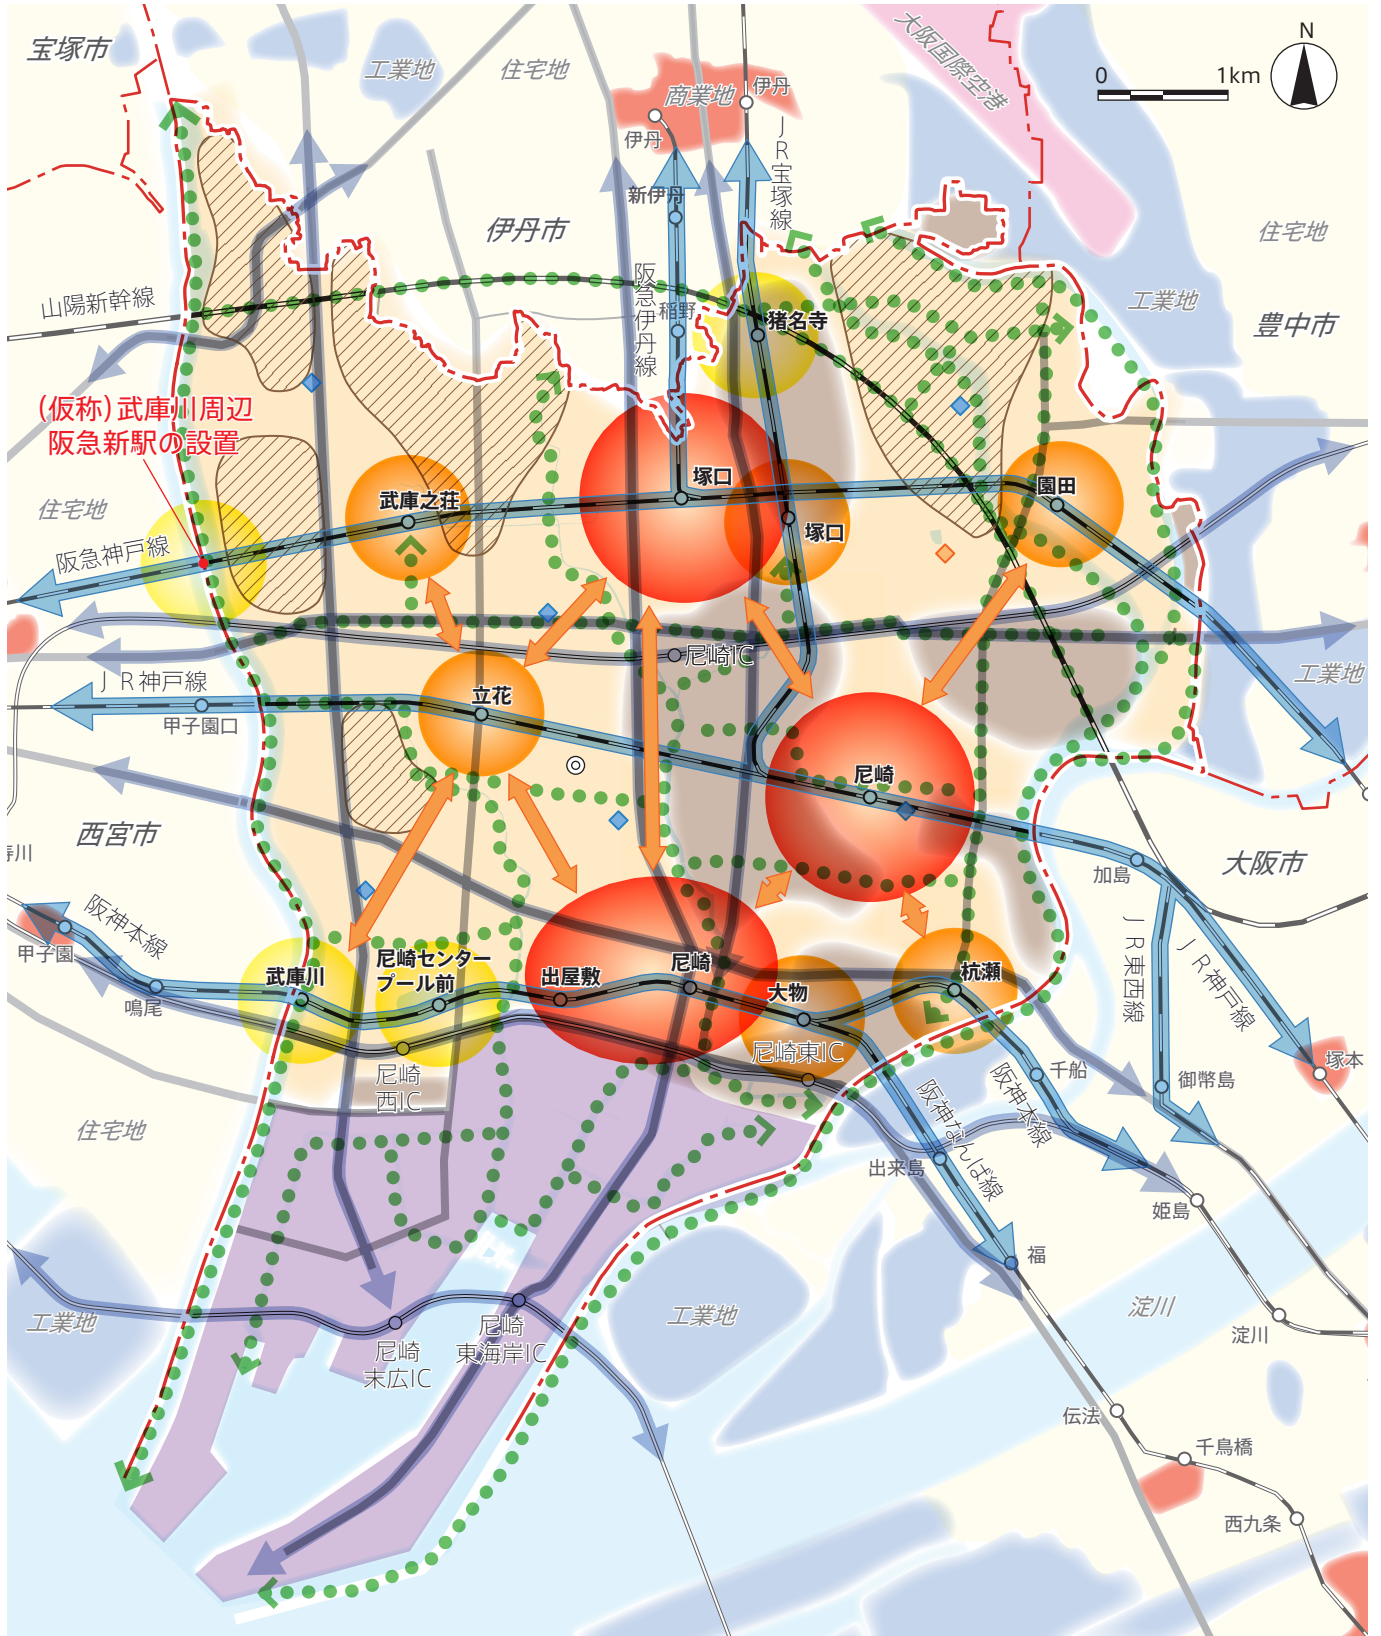 宝塚市
工業地
住宅地
商業地
伊丹
伊丹
大阪国際空港
N
0
1km
JR宝塚線
新伊丹
伊丹市
住宅地
工業地
豊中市
山陽新幹線
阪急伊丹線
稲野
猪名寺
(仮称)武庫川周辺
阪急新駅の設置
住宅地
武庫之荘
塚口
塚口
園田
阪急神戸線
尼崎IC
JR神戸線
甲子園口
立花
工業地
尼崎
西宮市
寿川
加島
大阪市
阪神本線
甲子園
鳴尾
武庫川
尼崎センター
プール前
出屋敷
尼崎
大物
杭瀬
JR東西線
JR神戸線
尼崎
西IC
尼崎東IC
千船
塚本
御幣島
住宅地
阪神なんば線
阪神本線
出来島
姫島
福
工業地
尼崎
末広IC
尼崎
東海岸IC
工業地
淀川
淀川
伝法
千鳥橋
西九条